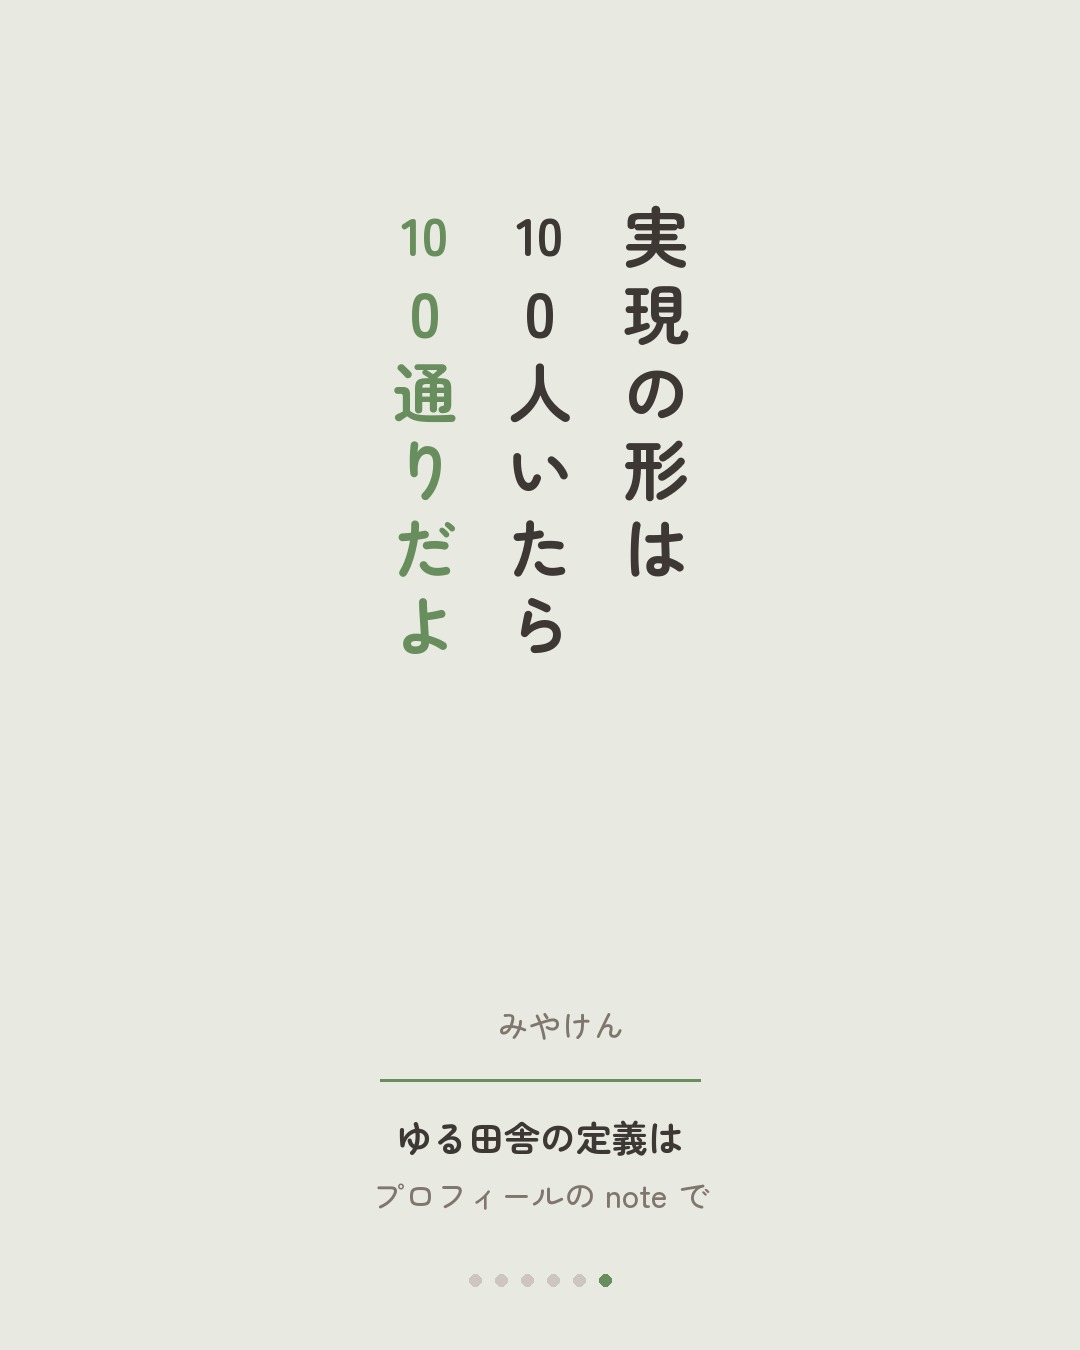 実現の形は
100人いたら
100通りだよ
みやけん
ゆる田舎の定義は
プロフィールの note で